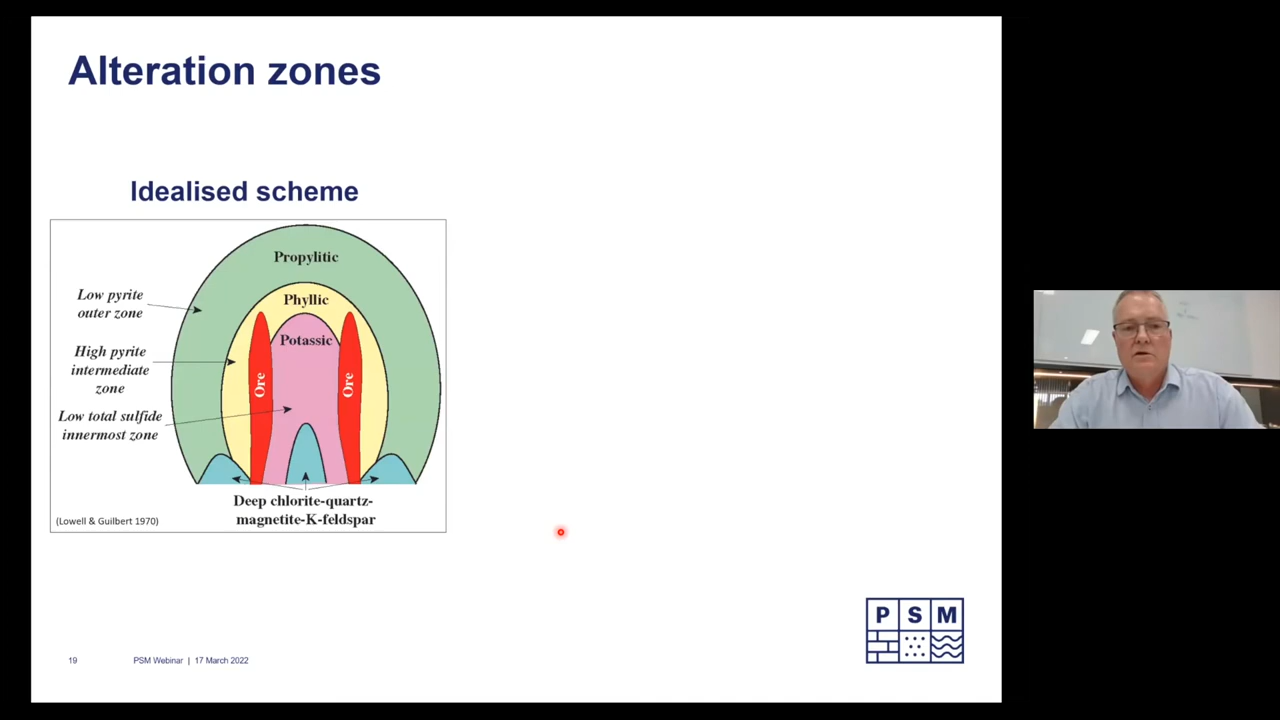 Alteration zones
Idealised scheme
Propylitic
Low pyrite
outer zone
Phyllic
Potassic
High pyrite
intermediate
zone
Ore
Ore
Low total sulfide
innermost zone
Deep chlorite-quartz-
magnetite-K-feldspar
(Lowell & Guilbert 1970)
P S M
19
PSM Webinar | 17 March 2022